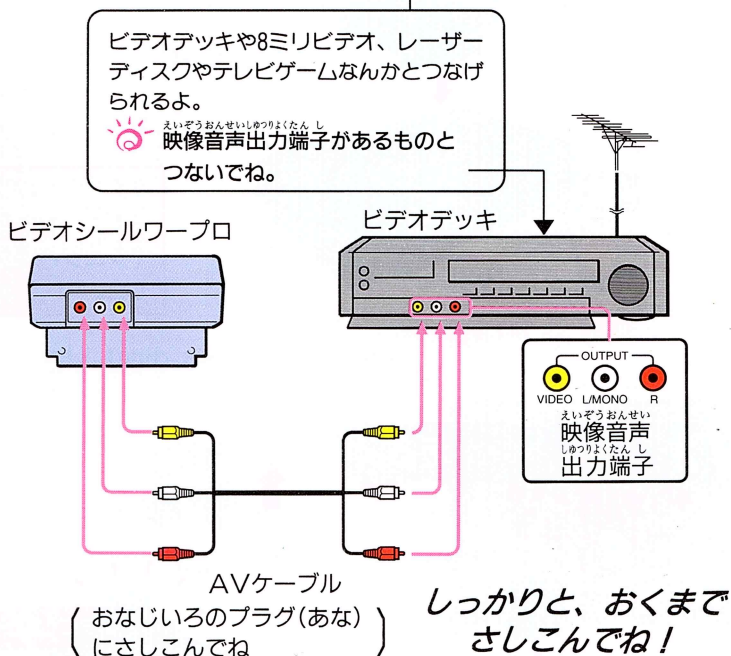 ビデオデッキや8ミリビデオ、レーザー
ディスクやテレビゲームなんかとつなげ
られるよ。
えいぞうおんせいしゅつりょくたんし
映像音声出力端子があるものと
つないでね。
ビデオシールワープロ
ビデオデッキ
OUTPUT
VIDEO L/MONO R
えいぞうおんせい
映像音声
しゅつりょくたんし
出力端子
AVケーブル
(おなじいろのプラグ(あな)
にさしこんでね)
しっかりと、おくまで
さしこんでね!